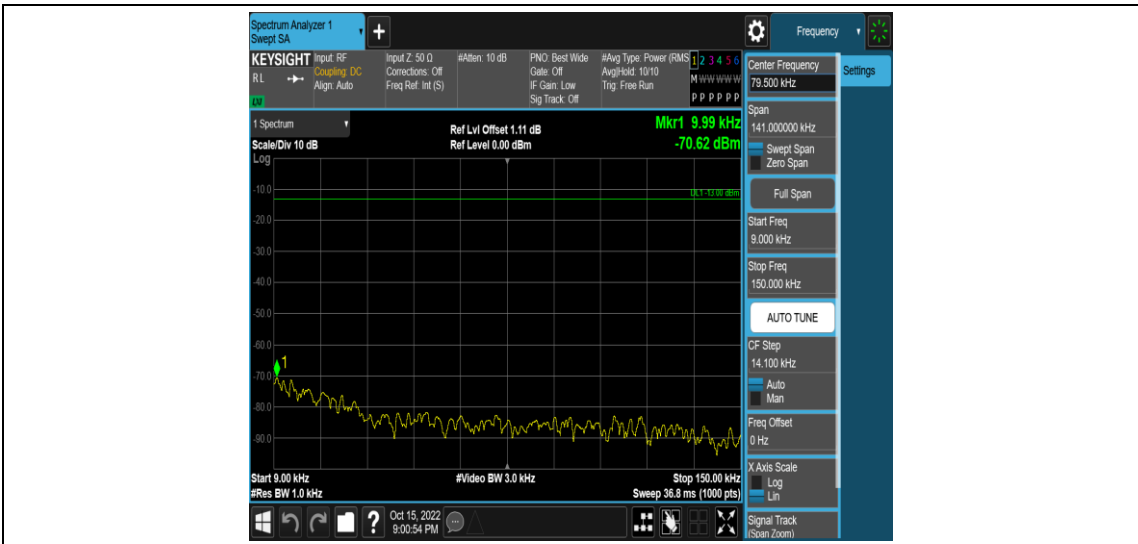 Spectrum Analyzer 1
Swept SA
Frequency
KEYSIGHT
RL
Input: RF
Coupling: DC
Align: Auto
Input Z: 50 Ω
Corrections: Off
Freq Ref: Int (S)
#Atten: 10 dB
PNO: Best Wide
Gate: Off
IF Gain: Low
Sig Track: Off
#Avg Type: Power (RMS
Avg|Hold: 10/10
Trig: Free Run
1 2 3 4 5 6
M W W W W W
P P P P P P
Center Frequency
79.500 kHz
Settings
Span
141.000000 kHz
Swept Span
Zero Span
Full Span
Start Freq
9.000 kHz
Stop Freq
150.000 kHz
AUTO TUNE
CF Step
14.100 kHz
Auto
Man
Freq Offset
0 Hz
X Axis Scale
Log
Lin
Signal Track
(Span Zoom)
1 Spectrum
Scale/Div 10 dB
Log
Ref Lvl Offset 1.11 dB
Ref Level 0.00 dBm
Mkr1 9.99 kHz
-70.62 dBm
DL1 -13.00 dBm
-10.0
-20.0
-30.0
-40.0
-50.0
-60.0
-70.0
-80.0
-90.0
1
Start 9.00 kHz
#Video BW 3.0 kHz
Stop 150.00 kHz
#Res BW 1.0 kHz
Sweep 36.8 ms (1000 pts)
?
Oct 15, 2022
9:00:54 PM